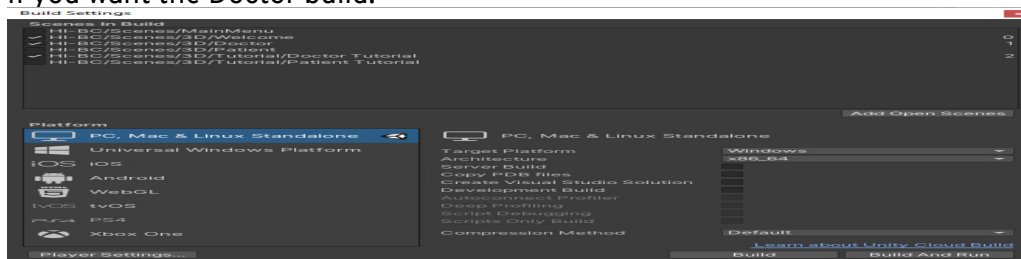 if you want the Doctor build.
Build Settings
Scenes In Build
HI-BC/Scenes/MainMenu
HI-BC/Scenes/3D/Welcome 0
HI-BC/Scenes/3D/Doctor 1
HI-BC/Scenes/3D/Patient
HI-BC/Scenes/3D/Tutorial/Doctor Tutorial 2
HI-BC/Scenes/3D/Tutorial/Patient Tutorial
Add Open Scenes
Platform
PC, Mac & Linux Standalone
Universal Windows Platform
iOS iOS
Android
HTML
WebGL
tvOS tvOS
PS4 PS4
Xbox One
Player Settings...
PC, Mac & Linux Standalone
Target Platform Windows
Architecture x86_64
Server Build
Copy PDB files
Create Visual Studio Solution
Development Build
Autoconnect Profiler
Deep Profiling
Script Debugging
Scripts Only Build
Compression Method Default
Learn about Unity Cloud Build
Build Build And Run